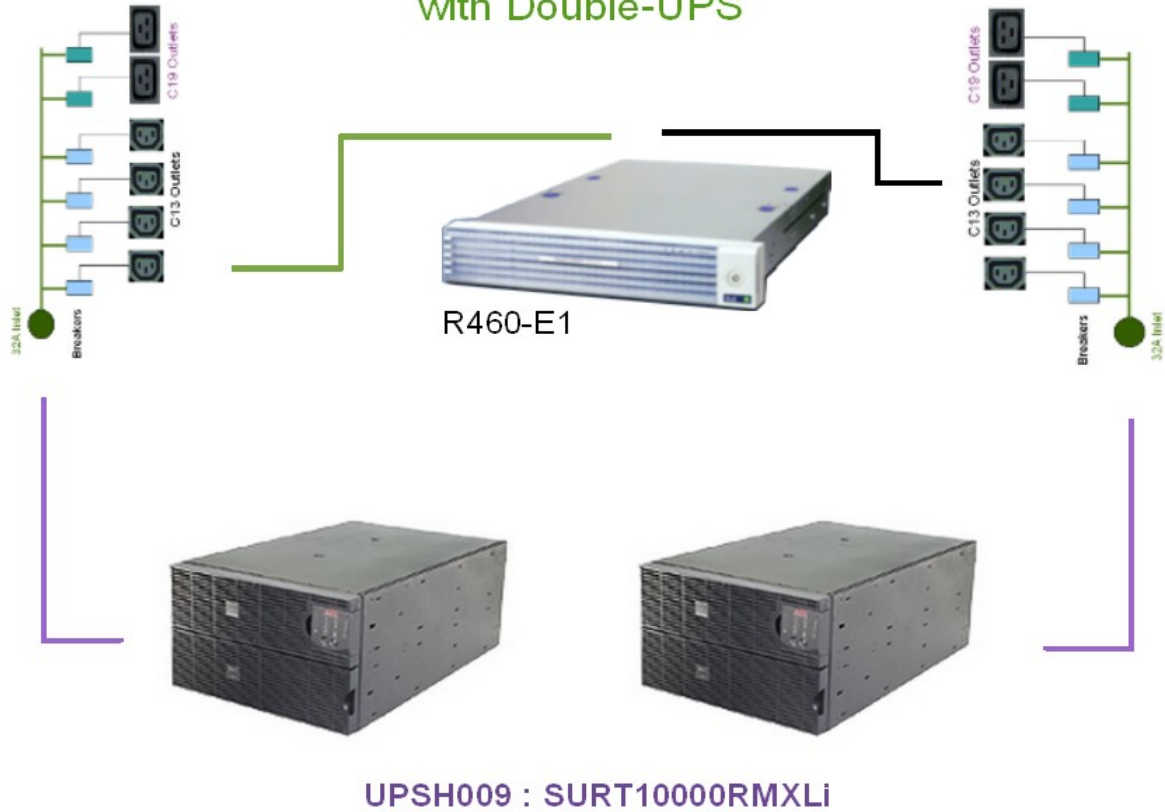 with Double-UPS
C19 Outlets
C13 Outlets
32A Inlet
Breakers
R460-E1
C19 Outlets
C13 Outlets
Breakers
32A Inlet
UPSH009 : SURT10000RMXLi